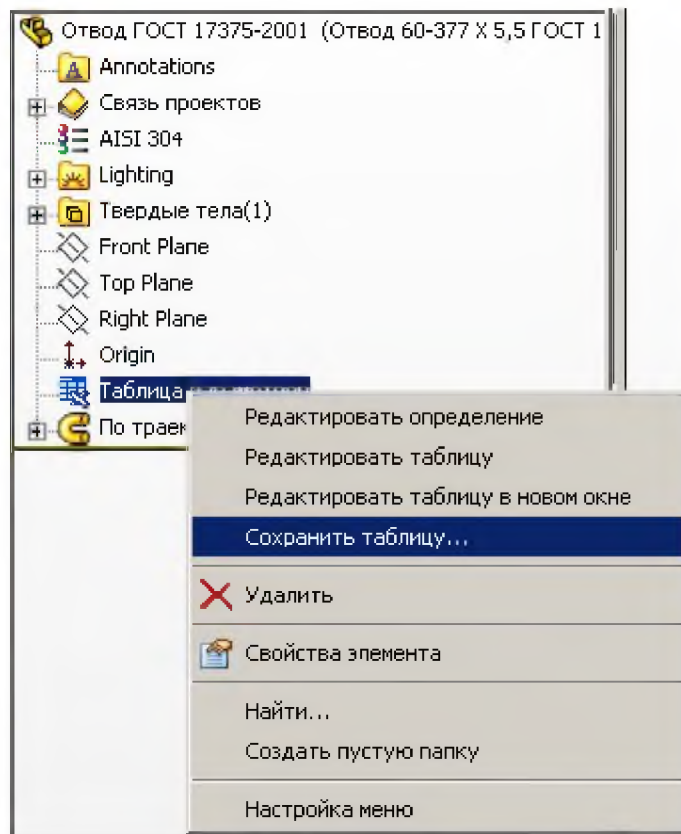 Отвод ГОСТ 17375-2001 (Отвод 60-377 X 5,5 ГОСТ 1
Annotations
Связь проектов
AISI 304
Lighting
Твердые тела(1)
Front Plane
Top Plane
Right Plane
Origin
Таблица
По траек
Редактировать определение
Редактировать таблицу
Редактировать таблицу в новом окне
Сохранить таблицу...
Удалить
Свойства элемента
Найти...
Создать пустую папку
Настройка меню